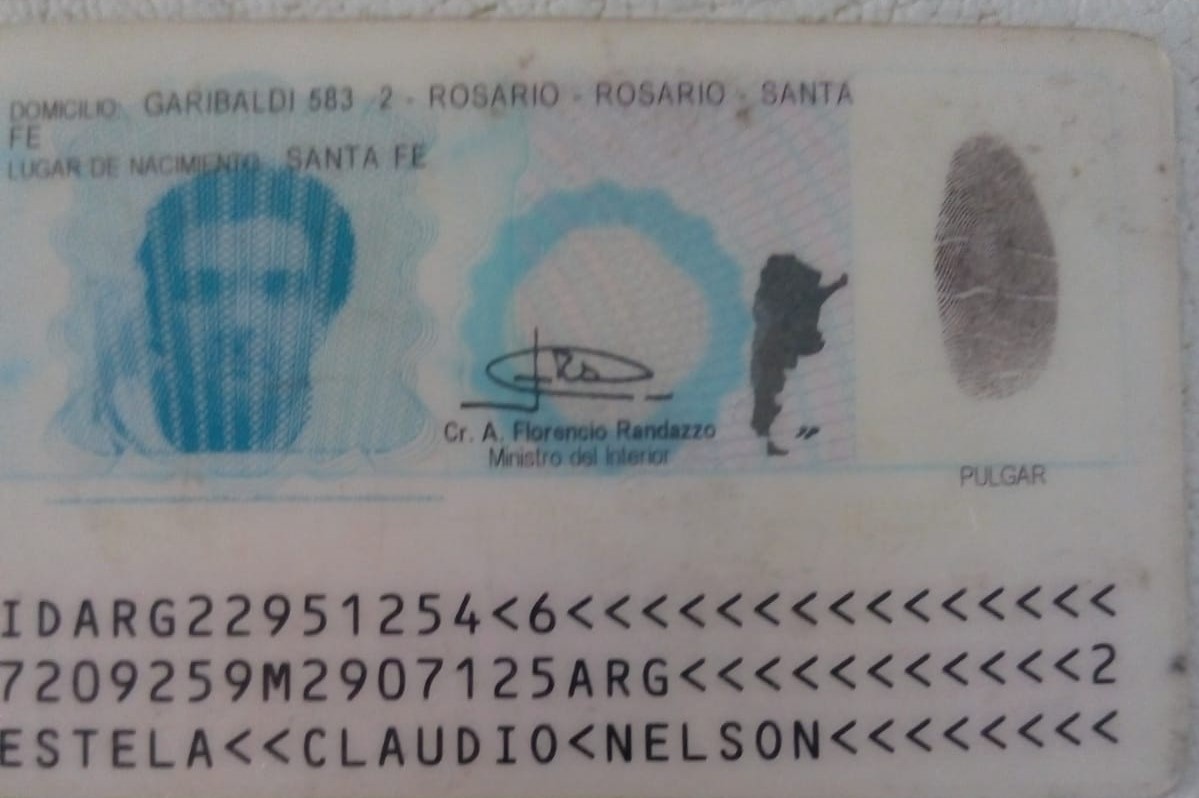 DOMICILIO: GARIBALDI 583 2 - ROSARIO - ROSARIO - SANTA
FE
LUGAR DE NACIMIENTO: SANTA FE
Cr. A. Florencio Randazzo
Ministro del Interior
PULGAR
IDARG22951254<6<<<<<<<<<<<<<<<
7209259M2907125ARG<<<<<<<<<<<2
ESTELA<<CLAUDIO<NELSON<<<<<<<<